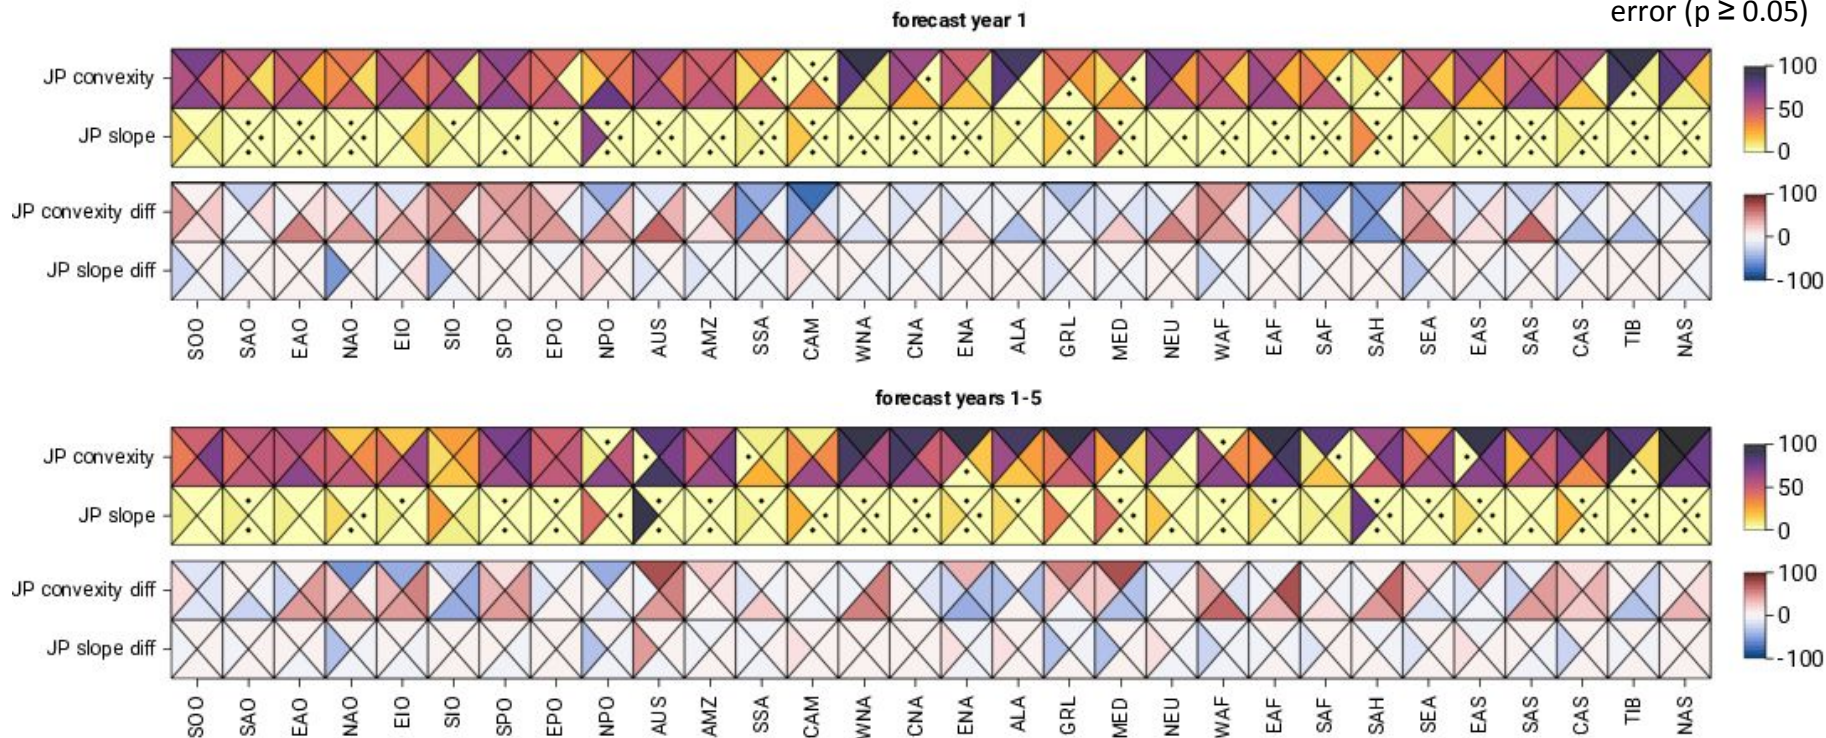 error (p ≥ 0.05)
forecast year 1
JP convexity
JP slope
100
50
0
JP convexity diff
JP slope diff
100
0
-100
SOO SAO EAO NAO EIO SIO SPO EPO NPO AUS AMZ SSA CAM WNA CNA ENA ALA GRL MED NEU WAF EAF SAF SAH SEA EAS SAS CAS TIB NAS
forecast years 1-5
JP convexity
JP slope
100
50
0
JP convexity diff
JP slope diff
100
0
-100
SOO SAO EAO NAO EIO SIO SPO EPO NPO AUS AMZ SSA CAM WNA CNA ENA ALA GRL MED NEU WAF EAF SAF SAH SEA EAS SAS CAS TIB NAS